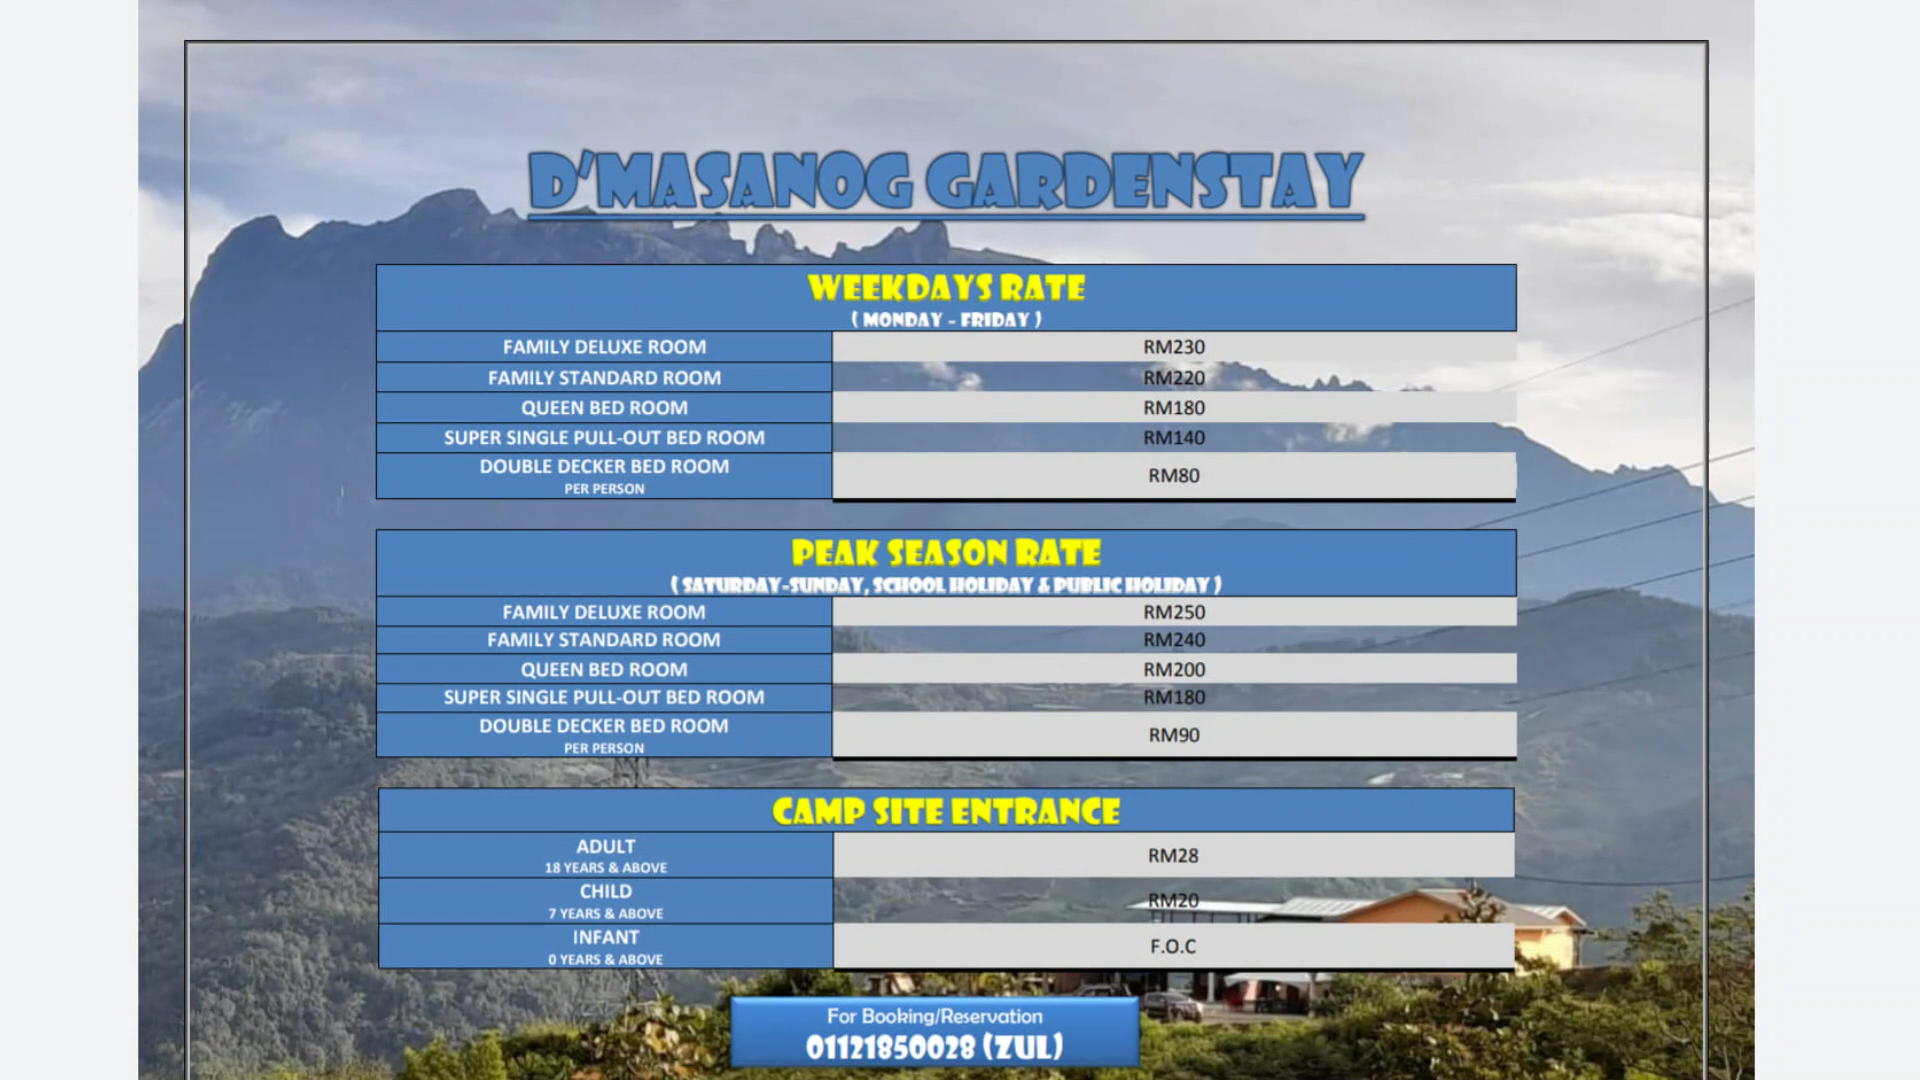 D'MASANOG GARDENSTAY
WEEKDAYS RATE
( MONDAY - FRIDAY )
FAMILY DELUXE ROOM RM230
FAMILY STANDARD ROOM RM220
QUEEN BED ROOM RM180
SUPER SINGLE PULL-OUT BED ROOM RM140
DOUBLE DECKER BED ROOM RM80
PER PERSON
PEAK SEASON RATE
( SATURDAY-SUNDAY, SCHOOL HOLIDAY & PUBLIC HOLIDAY )
FAMILY DELUXE ROOM RM250
FAMILY STANDARD ROOM RM240
QUEEN BED ROOM RM200
SUPER SINGLE PULL-OUT BED ROOM RM180
DOUBLE DECKER BED ROOM RM90
PER PERSON
CAMP SITE ENTRANCE
ADULT RM28
18 YEARS & ABOVE
CHILD RM20
7 YEARS & ABOVE
INFANT F.O.C
0 YEARS & ABOVE
For Booking/Reservation
01121850028 (ZUL)